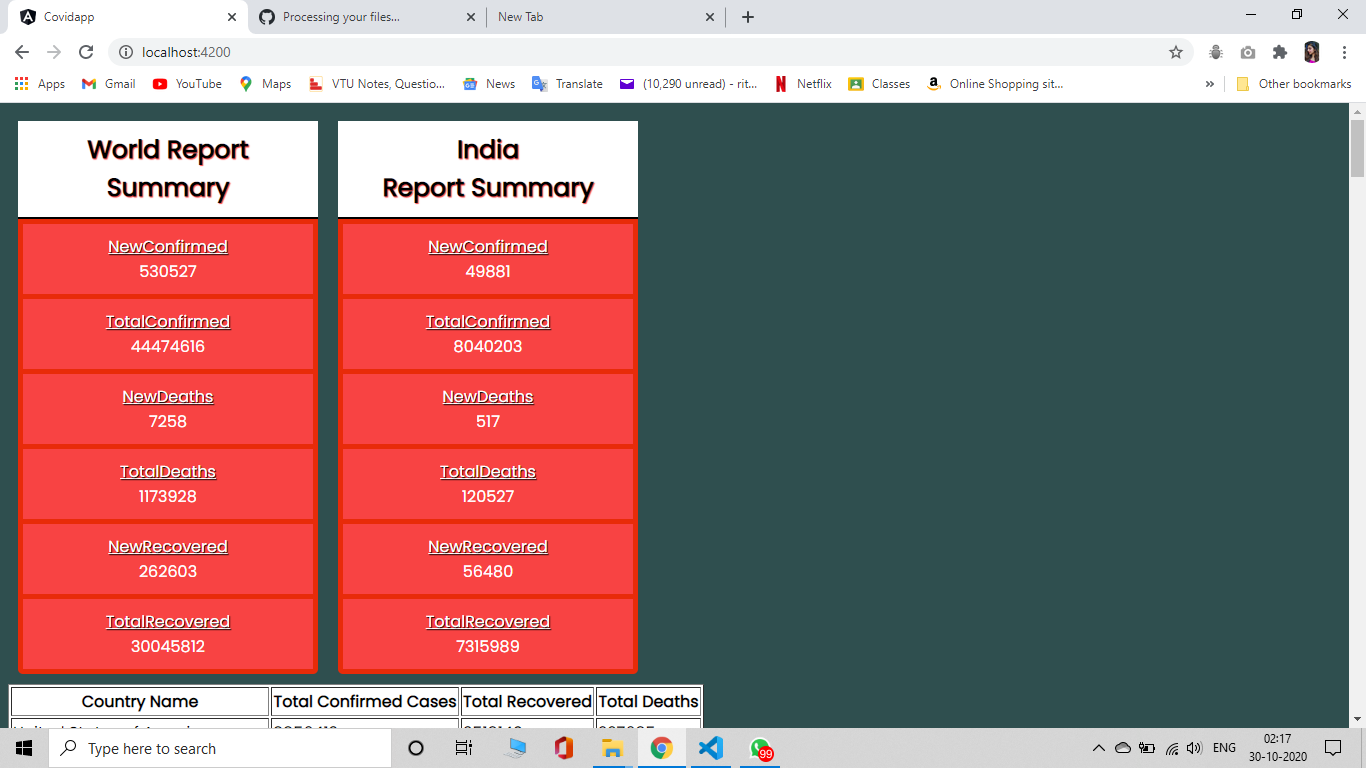 Covidapp
Processing your files...
New Tab
localhost:4200
Apps
Gmail
YouTube
Maps
VTU Notes, Questio...
News
Translate
(10,290 unread) - rit...
Netflix
Classes
Online Shopping sit...
»
Other bookmarks
World Report
Summary
NewConfirmed
530527
TotalConfirmed
44474616
NewDeaths
7258
TotalDeaths
1173928
NewRecovered
262603
TotalRecovered
30045812
India
Report Summary
NewConfirmed
49881
TotalConfirmed
8040203
NewDeaths
517
TotalDeaths
120527
NewRecovered
56480
TotalRecovered
7315989
Country Name Total Confirmed Cases Total Recovered Total Deaths
Type here to search
99
ENG
02:17
30-10-2020